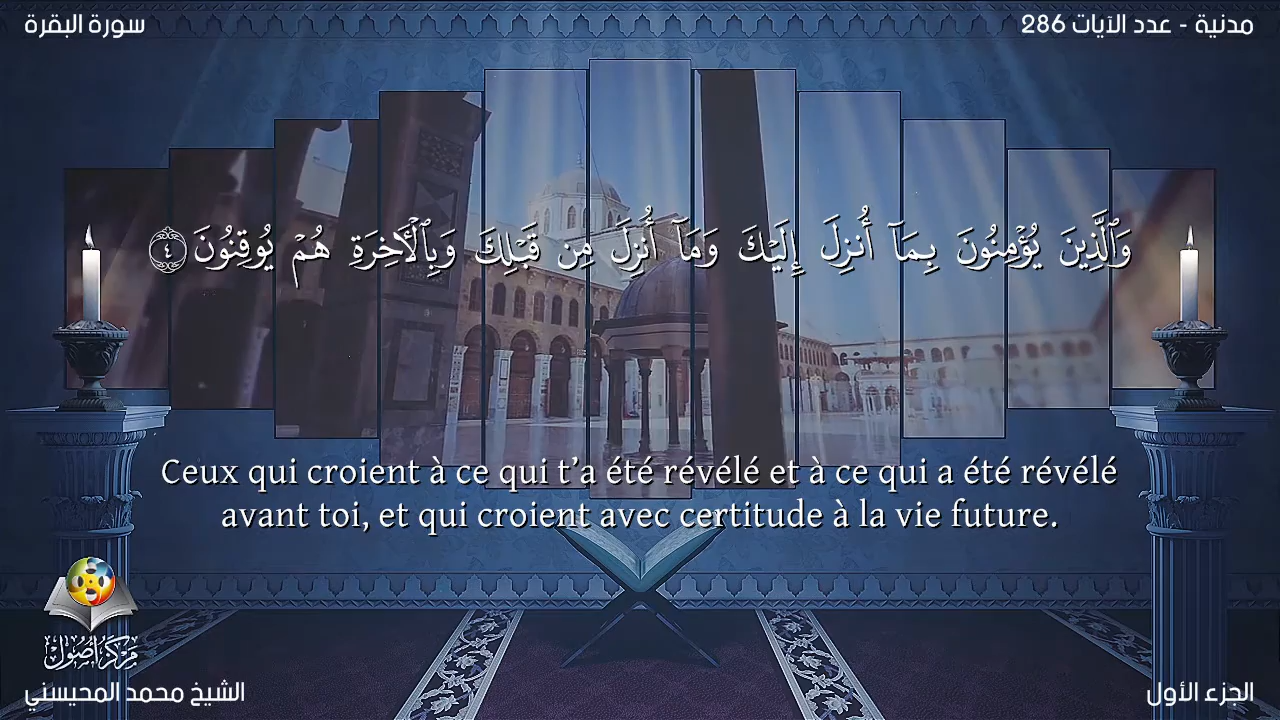 سورة البقرة
مدنية - عدد الآيات 286
وَٱلَّذِينَ يُؤْمِنُونَ بِمَآ أُنزِلَ إِلَيْكَ وَمَآ أُنزِلَ مِن قَبْلِكَ وَبِٱلْأَخِرَةِ هُمْ يُوقِنُونَ ٤
Ceux qui croient à ce qui t’a été révélé et à ce qui a été révélé
avant toi, et qui croient avec certitude à la vie future.
مركز أصول
الشيخ محمد المحيسني
الجزء الأول